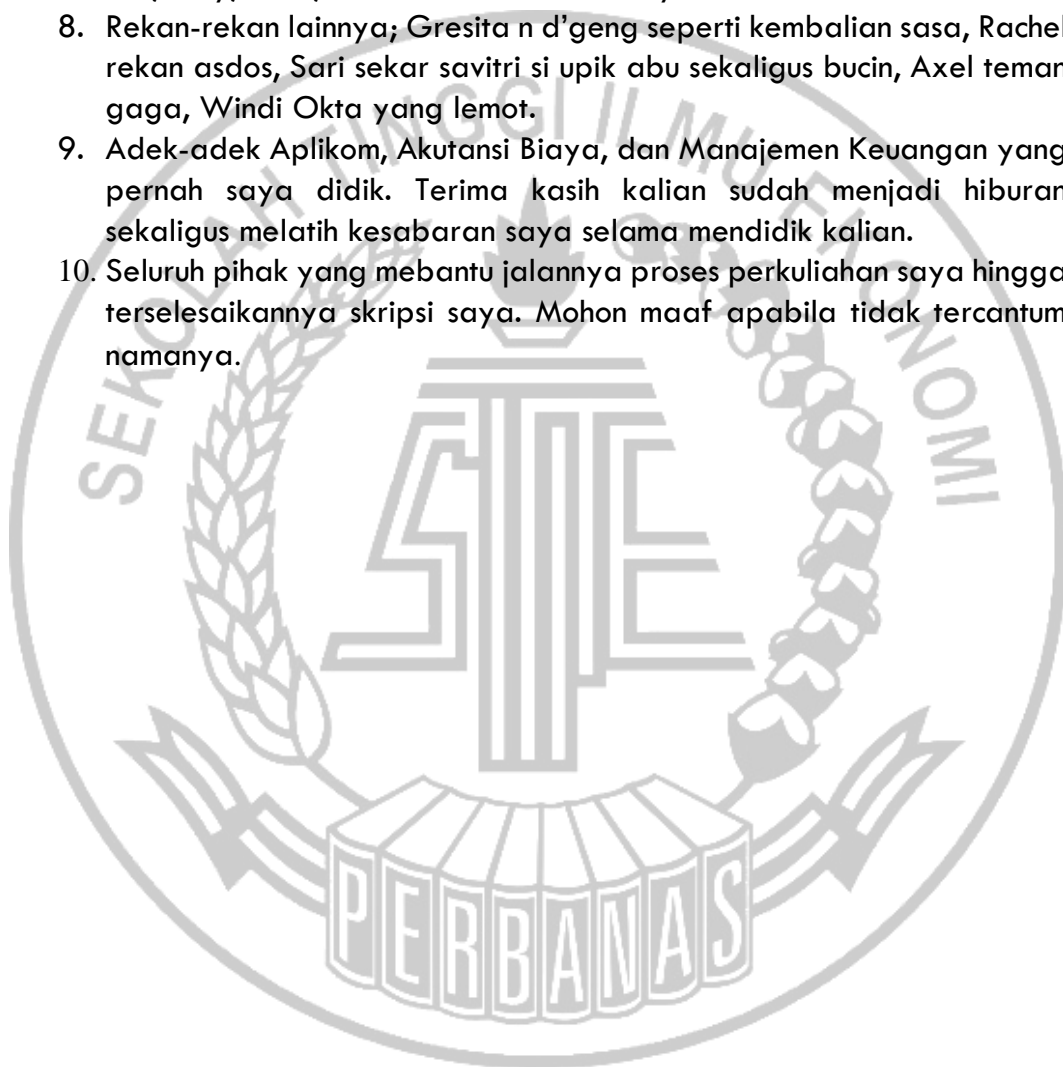 8. Rekan-rekan lainnya; Gresita n d’geng seperti kembalian sasa, Rachel
rekan asdos, Sari sekar savitri si upik abu sekaligus bucin, Axel teman
gaga, Windi Okta yang lemot.
9. Adek-adek Aplikom, Akutansi Biaya, dan Manajemen Keuangan yang
pernah saya didik. Terima kasih kalian sudah menjadi hiburan
sekaligus melatih kesabaran saya selama mendidik kalian.
10. Seluruh pihak yang mebantu jalannya proses perkuliahan saya hingga
terselesaikannya skripsi saya. Mohon maaf apabila tidak tercantum
namanya.
SEKOLAH TINGGI ILMU EKONOMI
STIE
PERBANAS